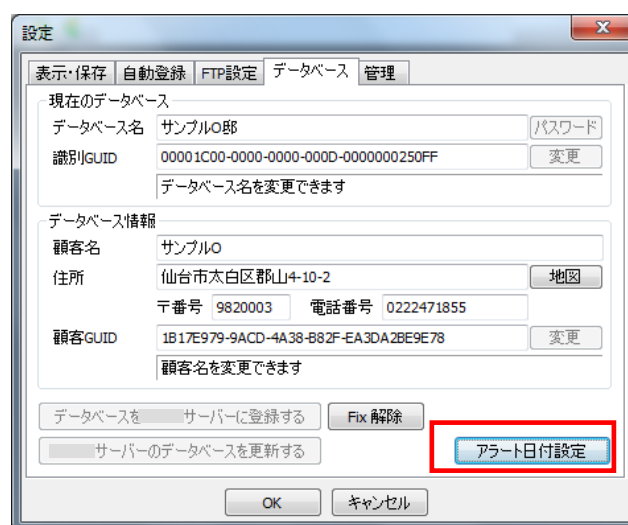 設定
表示・保存 自動登録 FTP設定 データベース 管理
現在のデータベース
データベース名 サンプルO邸 パスワード
識別GUID 00001C00-0000-0000-000D-0000000250FF 変更
データベース名を変更できます
データベース情報
顧客名 サンプルO
住所 仙台市太白区郡山4-10-2 地図
〒番号 9820003 電話番号 0222471855
顧客GUID 1B17E979-9ACD-4A38-B82F-EA3DA2BE9E78 変更
顧客名を変更できます
データベースを サーバーに登録する Fix 解除
サーバーのデータベースを更新する アラート日付設定
OK キャンセル